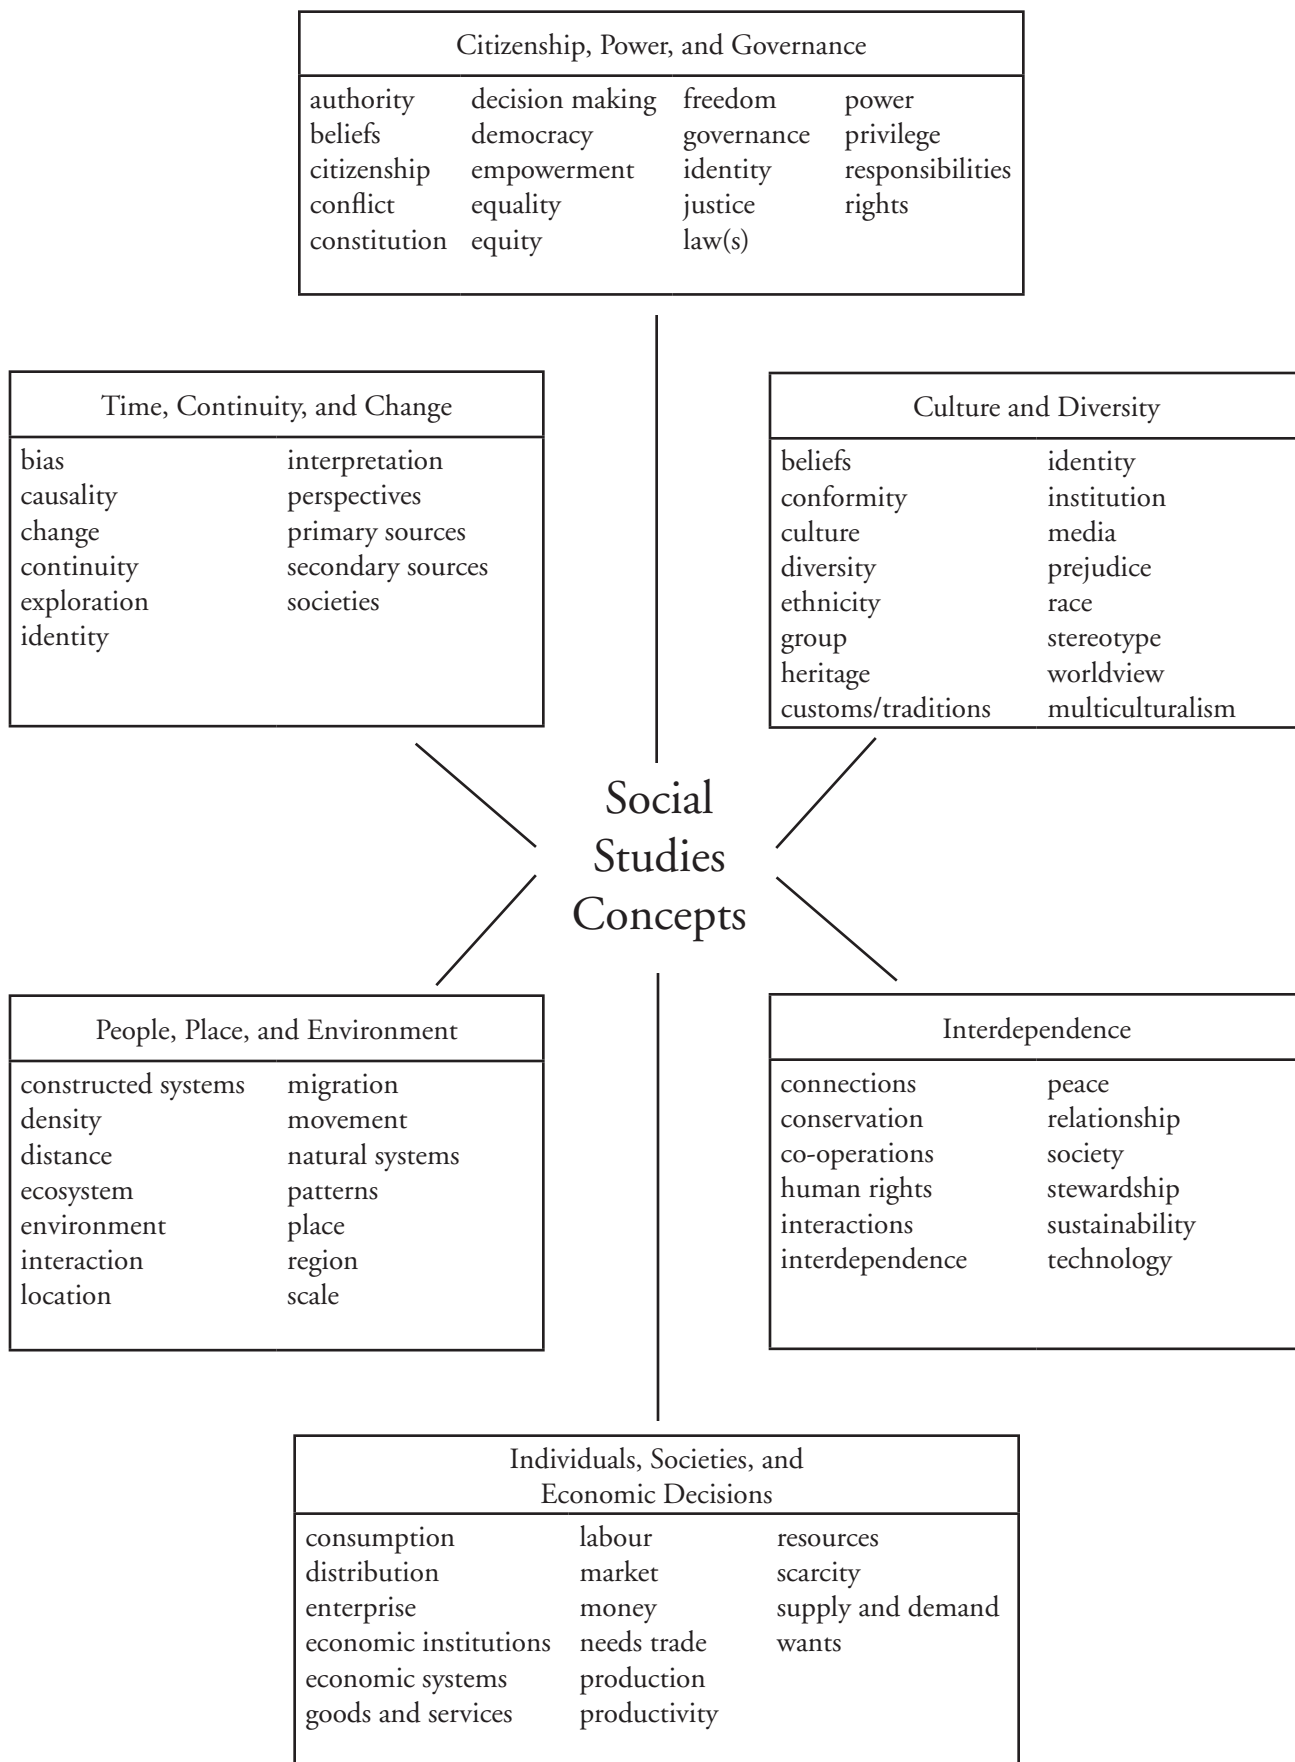 Citizenship, Power, and Governance
authority decision making freedom power
beliefs democracy governance privilege
citizenship empowerment identity responsibilities
conflict equality justice rights
constitution equity law(s)
Time, Continuity, and Change
bias interpretation
causality perspectives
change primary sources
continuity secondary sources
exploration societies
identity
Culture and Diversity
beliefs identity
conformity institution
culture media
diversity prejudice
ethnicity race
group stereotype
heritage worldview
customs/traditions multiculturalism
Social
Studies
Concepts
People, Place, and Environment
constructed systems migration
density movement
distance natural systems
ecosystem patterns
environment place
interaction region
location scale
Interdependence
connections peace
conservation relationship
co-operations society
human rights stewardship
interactions sustainability
interdependence technology
Individuals, Societies, and
Economic Decisions
consumption labour resources
distribution market scarcity
enterprise money supply and demand
economic institutions needs trade wants
economic systems production
goods and services productivity